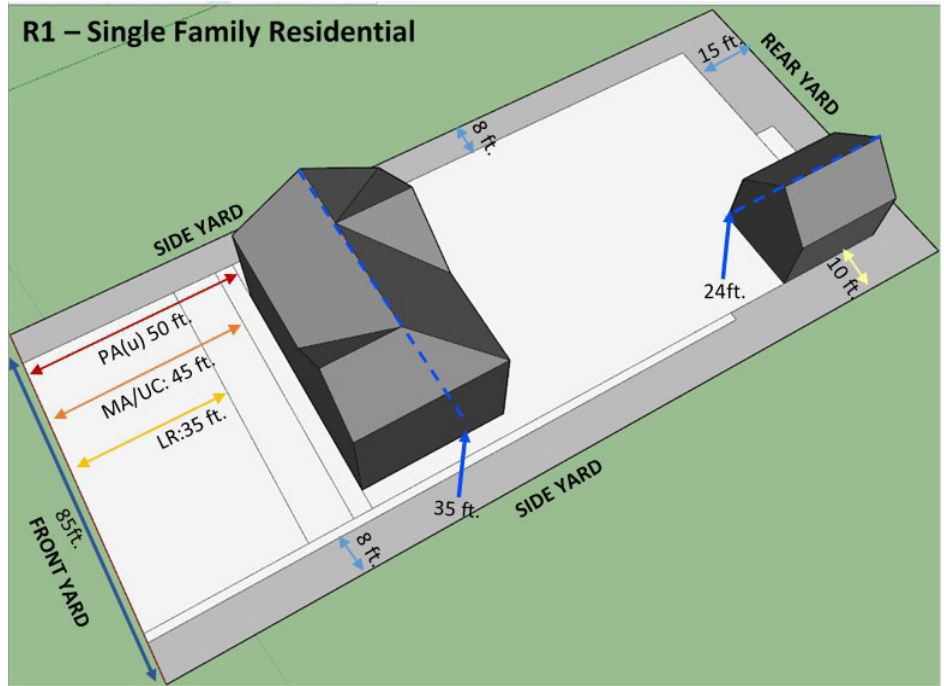 R1 – Single Family Residential
15 ft.
REAR YARD
8 ft.
SIDE YARD
24ft.
10 ft.
PA(u) 50 ft.
MA/UC: 45 ft.
LR:35 ft.
35 ft.
SIDE YARD
85ft.
FRONT YARD
8 ft.